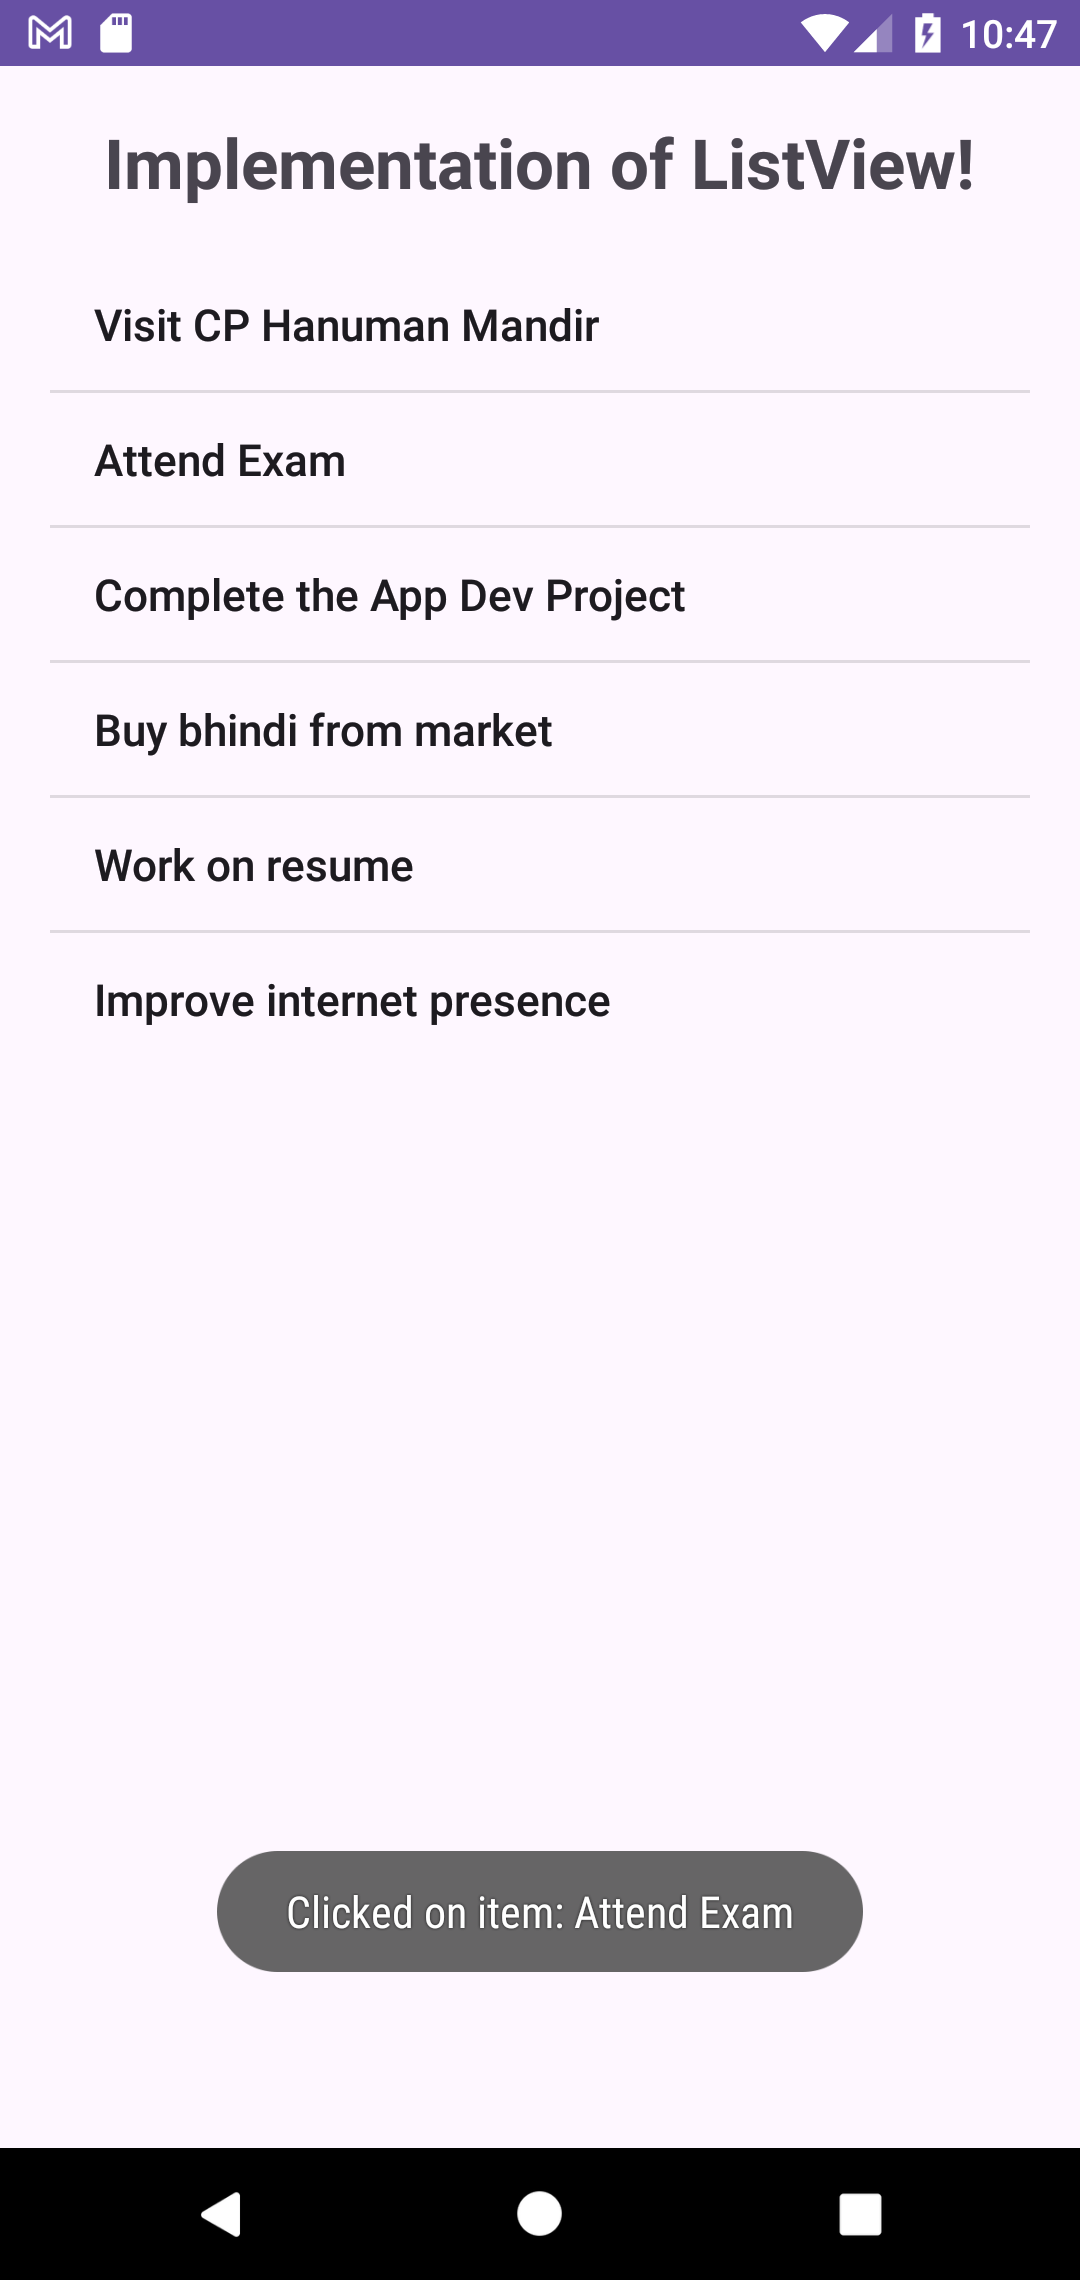 10:47
Implementation of ListView!
Visit CP Hanuman Mandir
Attend Exam
Complete the App Dev Project
Buy bhindi from market
Work on resume
Improve internet presence
Clicked on item: Attend Exam